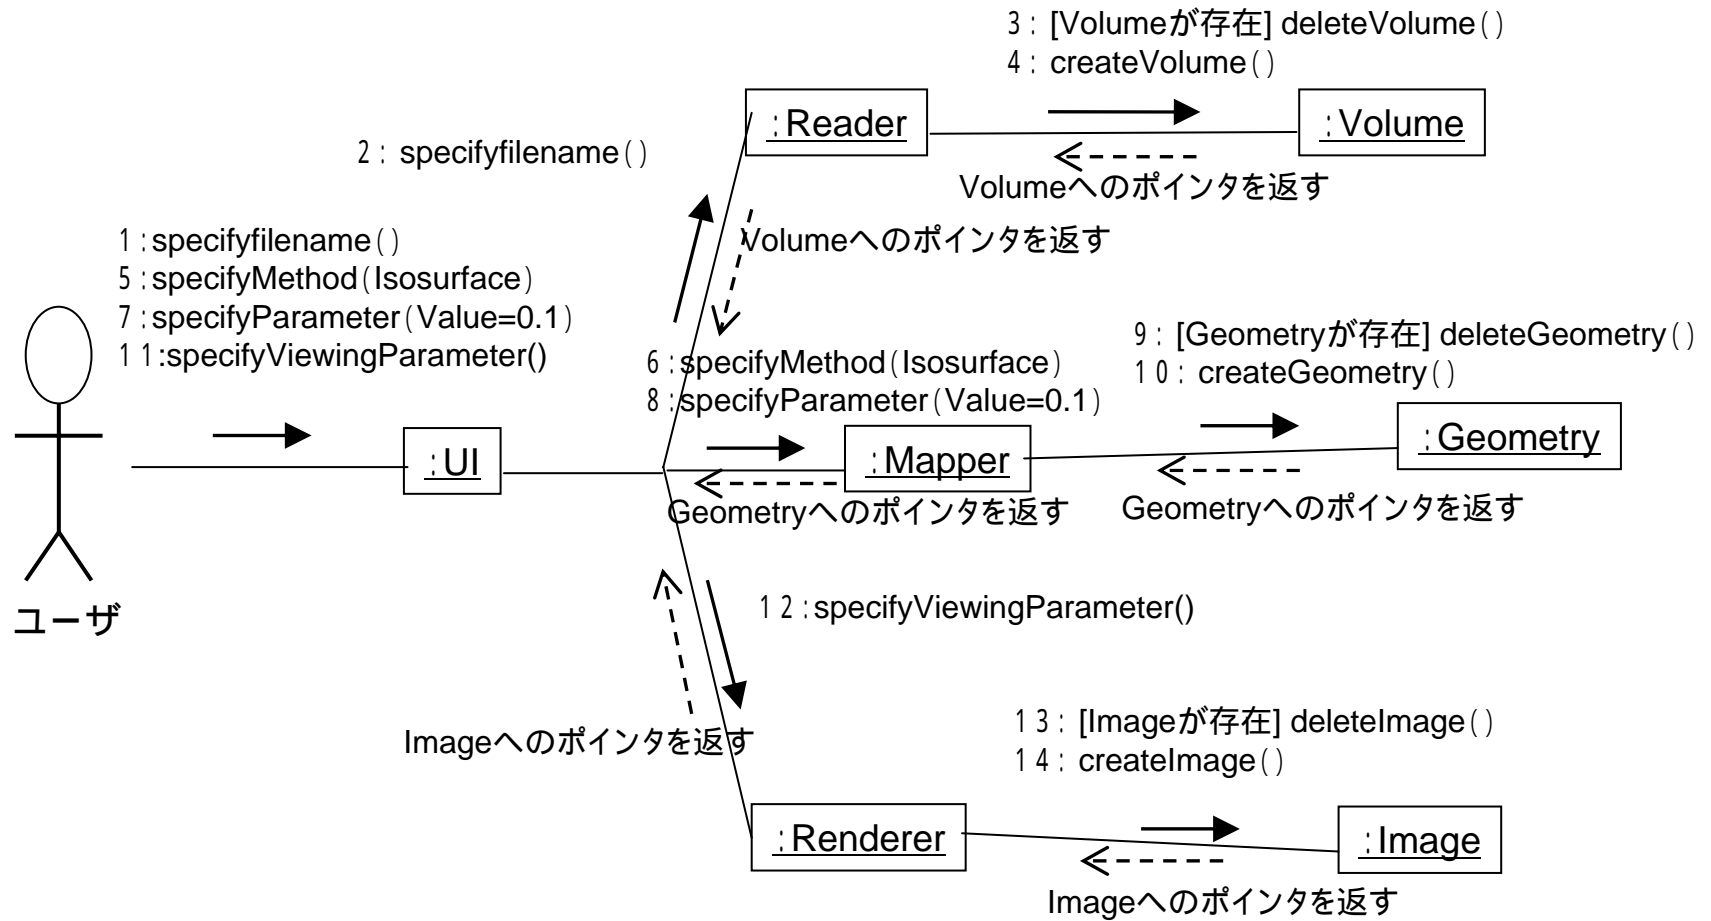 3：[Volumeが存在] deleteVolume（）
4：createVolume（）
：Reader
：Volume
2：specifyfilename（）
Volumeへのポインタを返す
Volumeへのポインタを返す
1：specifyfilename（）
5：specifyMethod（Isosurface）
7：specifyParameter（Value=0.1）
11:specifyViewingParameter()
6：specifyMethod（Isosurface）
8：specifyParameter（Value=0.1）
9：[Geometryが存在] deleteGeometry（）
10：createGeometry（）
：UI
：Mapper
：Geometry
Geometryへのポインタを返す
Geometryへのポインタを返す
ユーザ
12：specifyViewingParameter()
Imageへのポインタを返す
13：[Imageが存在] deleteImage（）
14：createImage（）
：Renderer
：Image
Imageへのポインタを返す